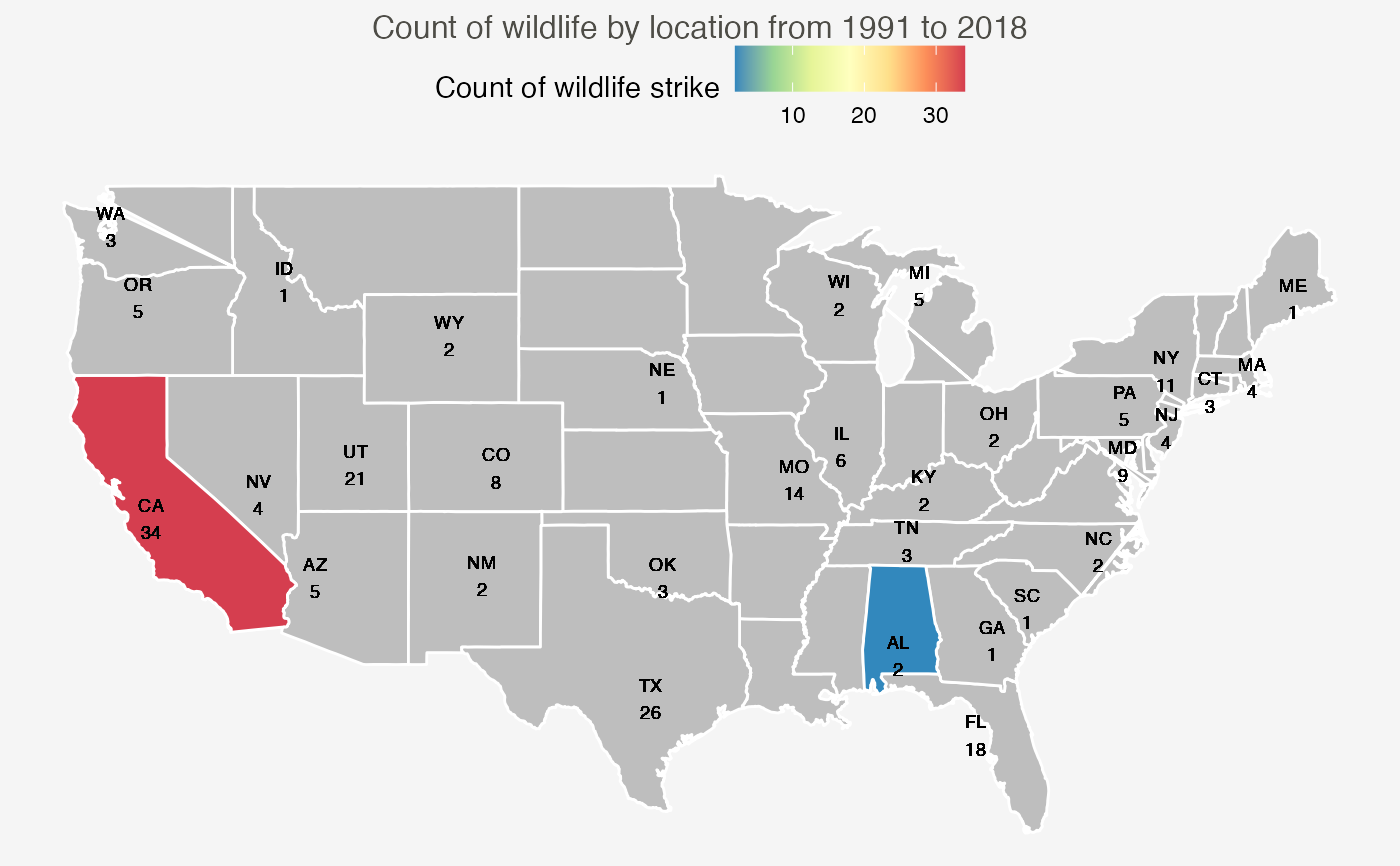 Count of wildlife by location from 1991 to 2018
Count of wildlife strike
10 20 30
WA
3
OR
5
ID
1
WY
2
NE
1
WI
2
MI
5
ME
1
NY
11
MA
4
CT
3
PA
5
NJ
4
OH
2
MD
9
IL
6
KY
2
MO
14
CO
8
UT
21
NV
4
CA
34
AZ
5
NM
2
OK
3
TN
3
NC
2
SC
1
GA
1
AL
2
TX
26
FL
18